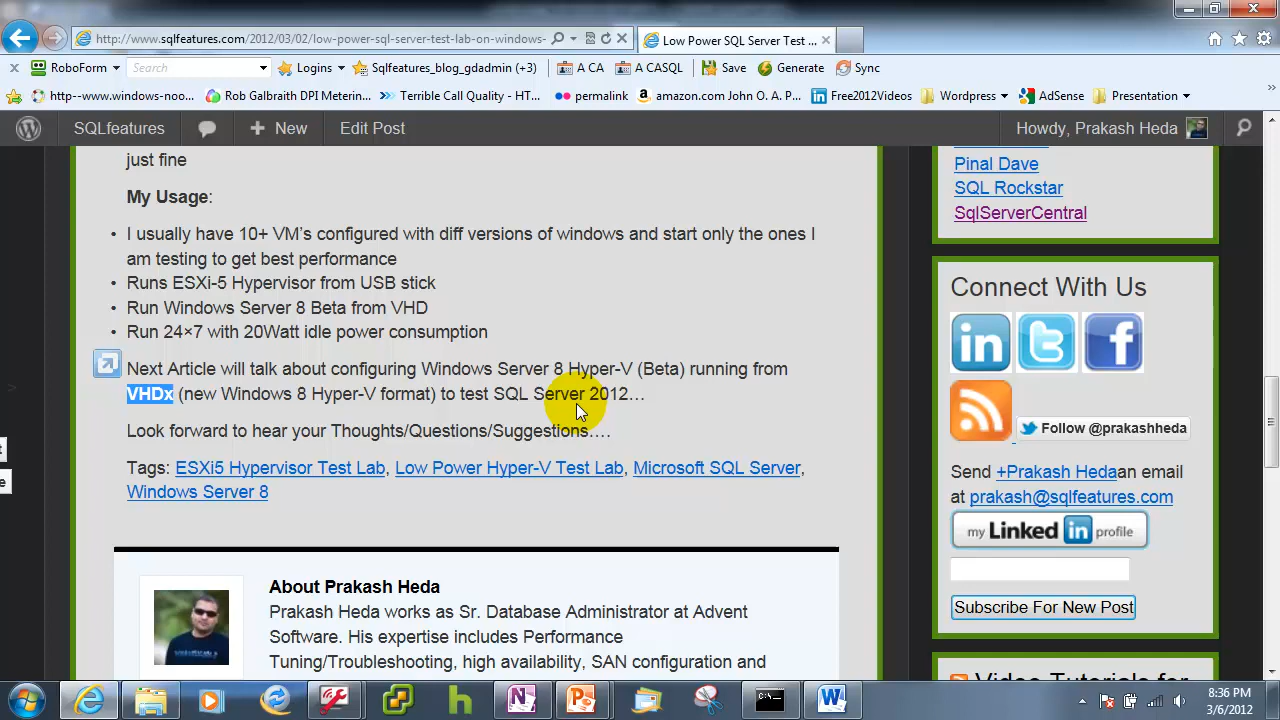 http://www.sqlfeatures.com/2012/03/02/low-power-sql-server-test-lab-on-windows-
Low Power SQL Server Test ...
RoboForm
Search
Logins
Sqlfeatures_blog_gdadmin (+3)
A CA
A CASQL
Save
Generate
Sync
http--www.windows-noo...
Rob Galbraith DPI Meterin...
Terrible Call Quality - HT...
permalink
amazon.com John O. A. P...
Free2012Videos
Wordpress
AdSense
Presentation
SQLfeatures
New
Edit Post
Howdy, Prakash Heda
just fine
My Usage:
• I usually have 10+ VM's configured with diff versions of windows and start only the ones I
am testing to get best performance
• Runs ESXi-5 Hypervisor from USB stick
• Run Windows Server 8 Beta from VHD
• Run 24×7 with 20Watt idle power consumption
Next Article will talk about configuring Windows Server 8 Hyper-V (Beta) running from
VHDx (new Windows 8 Hyper-V format) to test SQL Server 2012...
Look forward to hear your Thoughts/Questions/Suggestions....
Tags: ESXi5 Hypervisor Test Lab, Low Power Hyper-V Test Lab, Microsoft SQL Server,
Windows Server 8
About Prakash Heda
Prakash Heda works as Sr. Database Administrator at Advent
Software. His expertise includes Performance
Tuning/Troubleshooting, high availability, SAN configuration and
Pinal Dave
SQL Rockstar
SqlServerCentral
Connect With Us
Follow @prakashheda
Send +Prakash Hedaan email
at prakash@sqlfeatures.com
my Linked in profile
Subscribe For New Post
Video Tutorials for
8:36 PM
3/6/2012